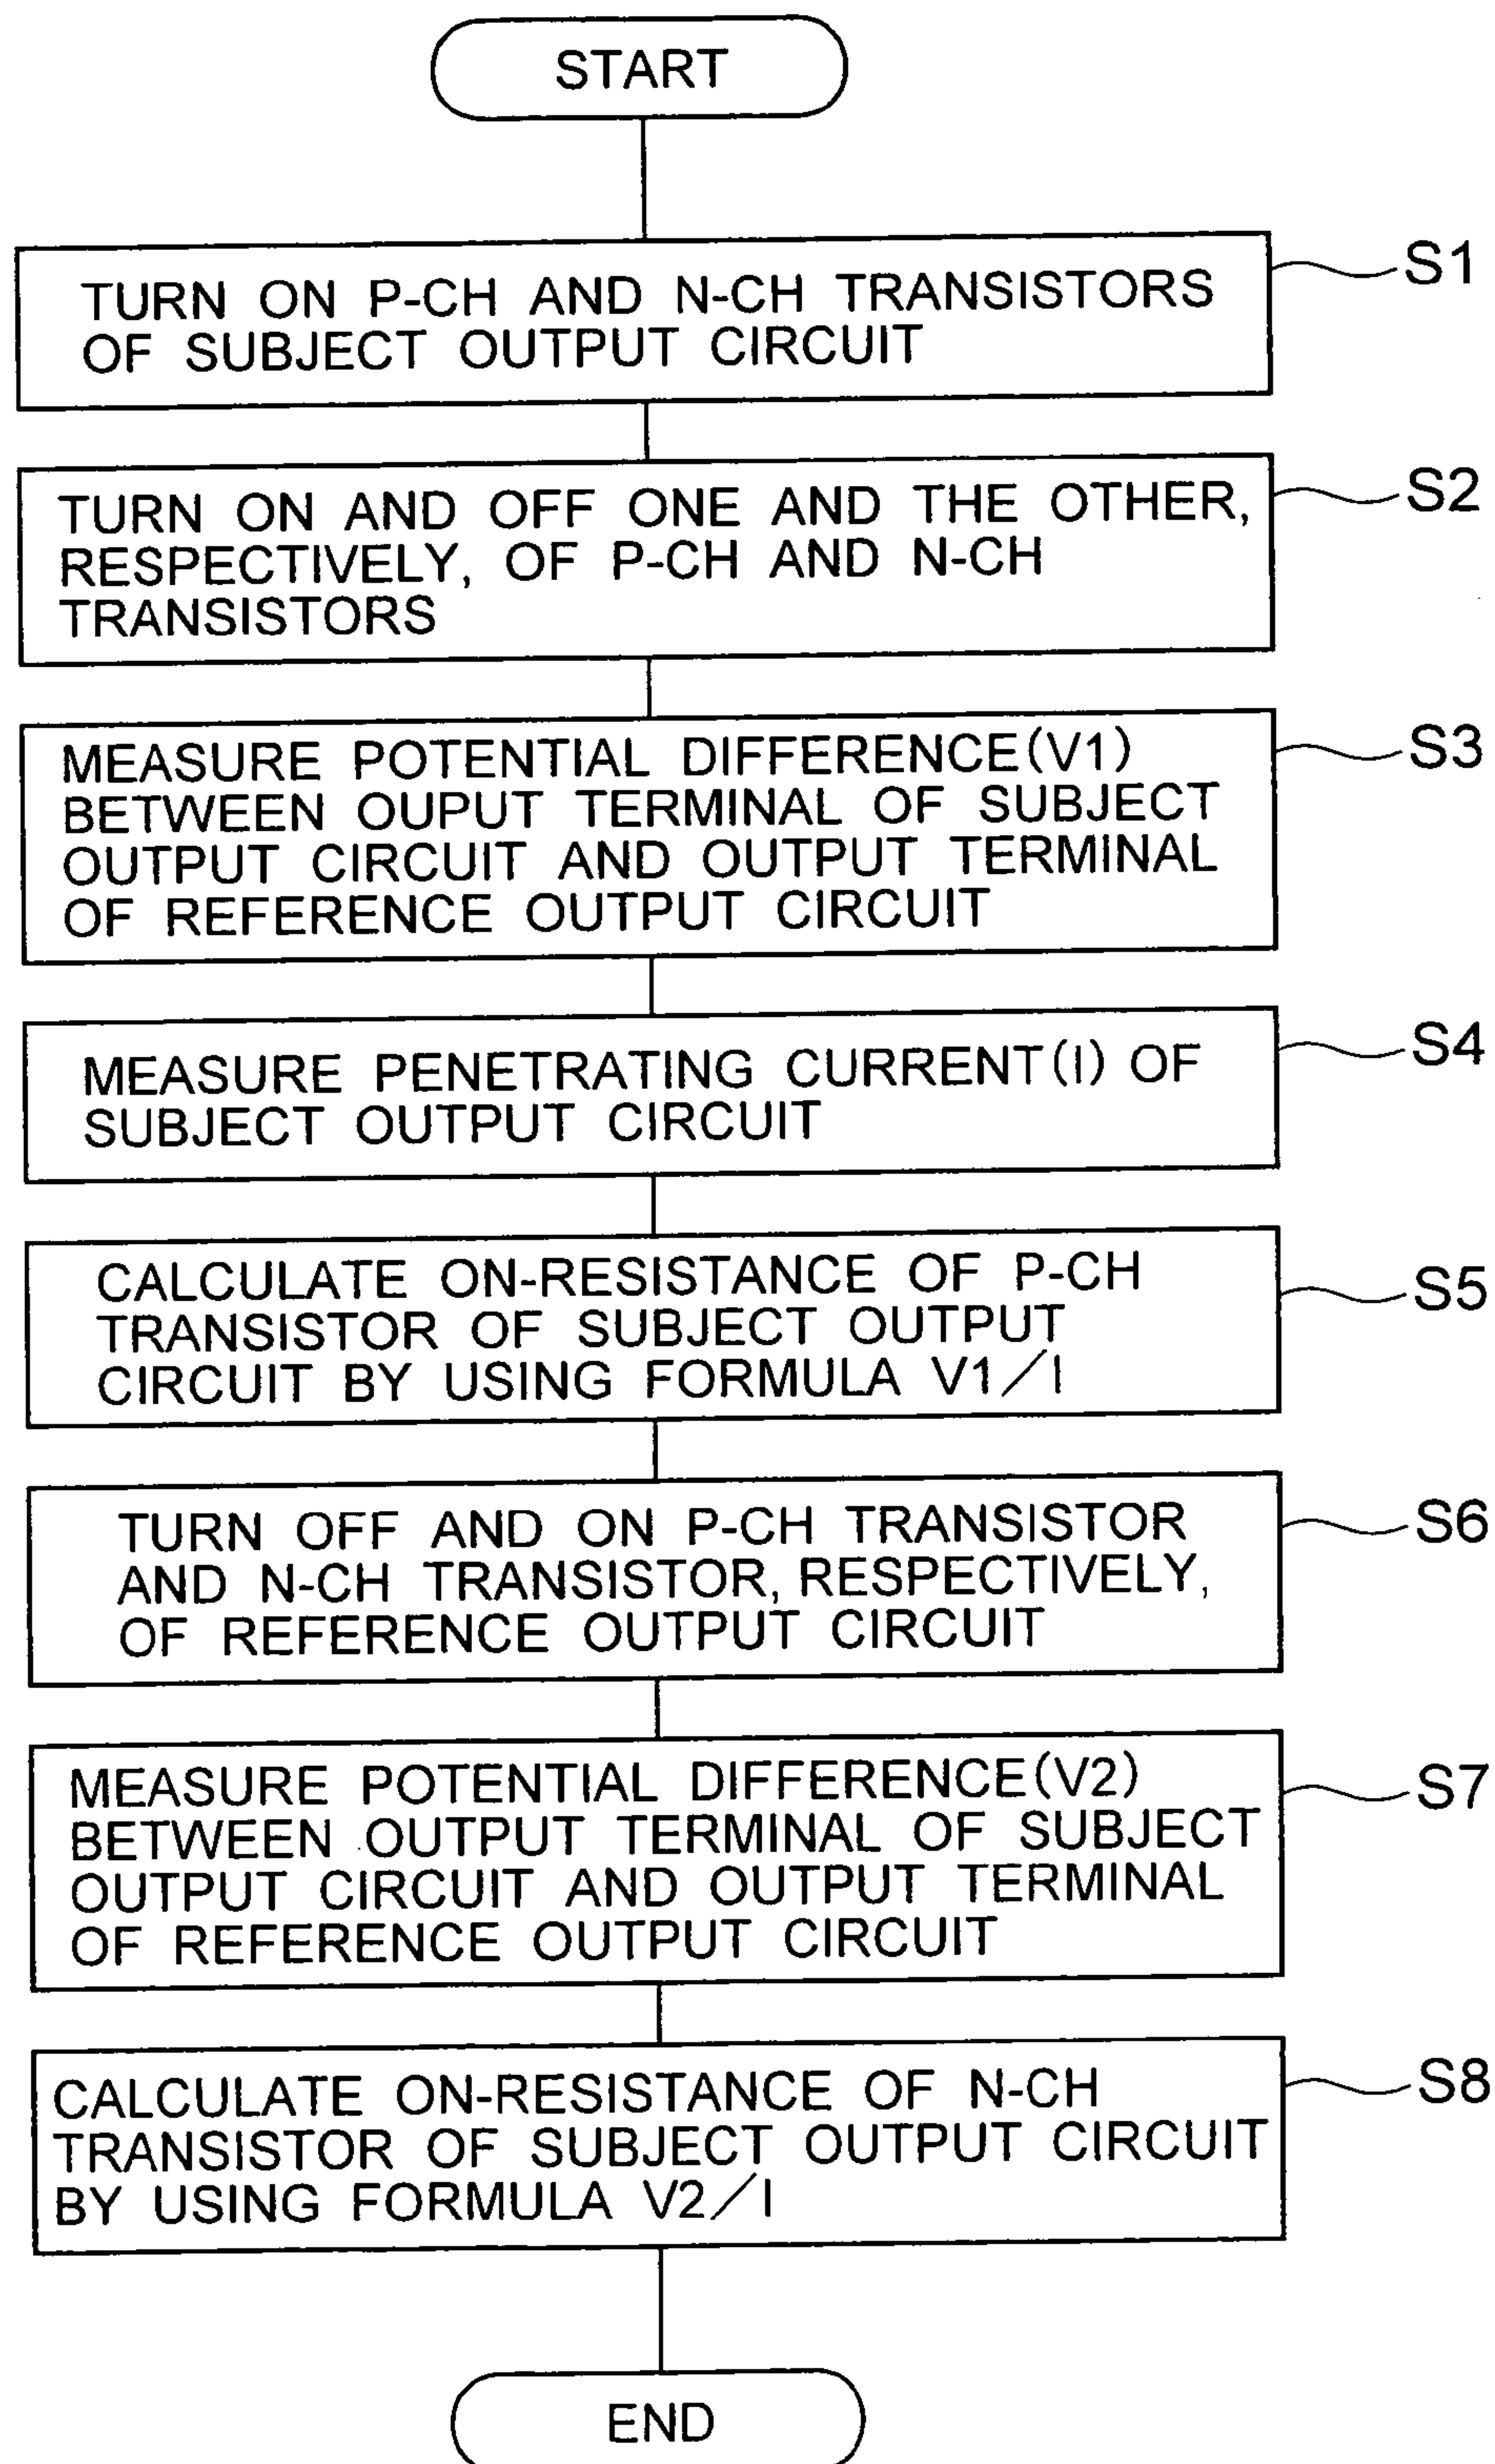 START
TURN ON P-CH AND N-CH TRANSISTORS
OF SUBJECT OUTPUT CIRCUIT
S1
TURN ON AND OFF ONE AND THE OTHER,
RESPECTIVELY, OF P-CH AND N-CH
TRANSISTORS
S2
MEASURE POTENTIAL DIFFERENCE(V1)
BETWEEN OUPUT TERMINAL OF SUBJECT
OUTPUT CIRCUIT AND OUTPUT TERMINAL
OF REFERENCE OUTPUT CIRCUIT
S3
MEASURE PENETRATING CURRENT(I) OF
SUBJECT OUTPUT CIRCUIT
S4
CALCULATE ON-RESISTANCE OF P-CH
TRANSISTOR OF SUBJECT OUTPUT
CIRCUIT BY USING FORMULA V1/I
S5
TURN OFF AND ON P-CH TRANSISTOR
AND N-CH TRANSISTOR, RESPECTIVELY,
OF REFERENCE OUTPUT CIRCUIT
S6
MEASURE POTENTIAL DIFFERENCE(V2)
BETWEEN OUTPUT TERMINAL OF SUBJECT
OUTPUT CIRCUIT AND OUTPUT TERMINAL
OF REFERENCE OUTPUT CIRCUIT
S7
CALCULATE ON-RESISTANCE OF N-CH
TRANSISTOR OF SUBJECT OUTPUT CIRCUIT
BY USING FORMULA V2/I
S8
END